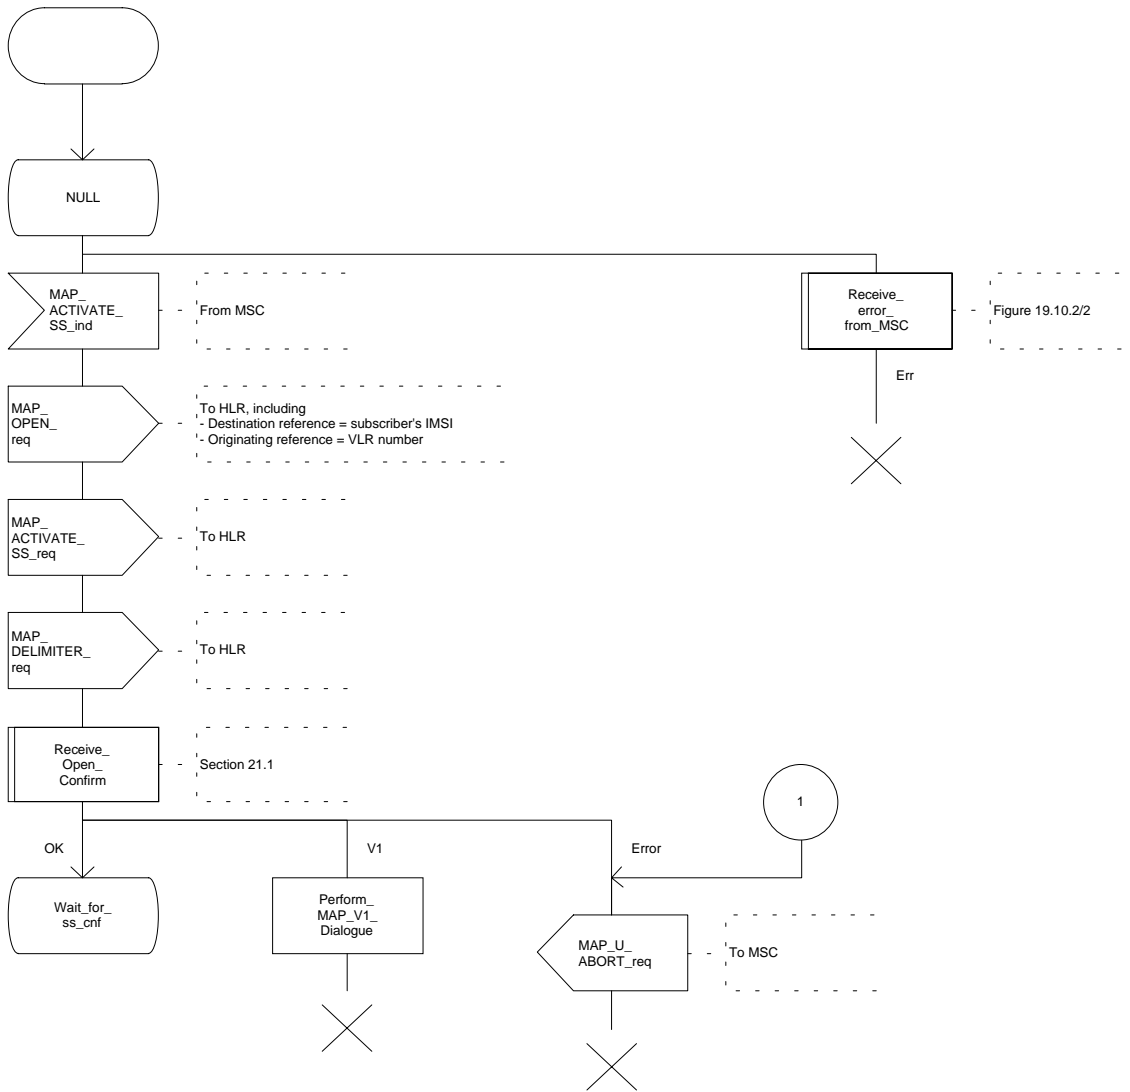 NULL
MAP_
ACTIVATE_
SS_ind
From MSC
Receive_
error_
from_MSC
Figure 19.10.2/2
Err
MAP_
OPEN_
req
To HLR, including
- Destination reference = subscriber's IMSI
- Originating reference = VLR number
MAP_
ACTIVATE_
SS_req
To HLR
MAP_
DELIMITER_
req
To HLR
Receive_
Open_
Confirm
Section 21.1
1
OK
V1
Error
Wait_for_
ss_cnf
Perform_
MAP_V1_
Dialogue
MAP_U_
ABORT_req
To MSC